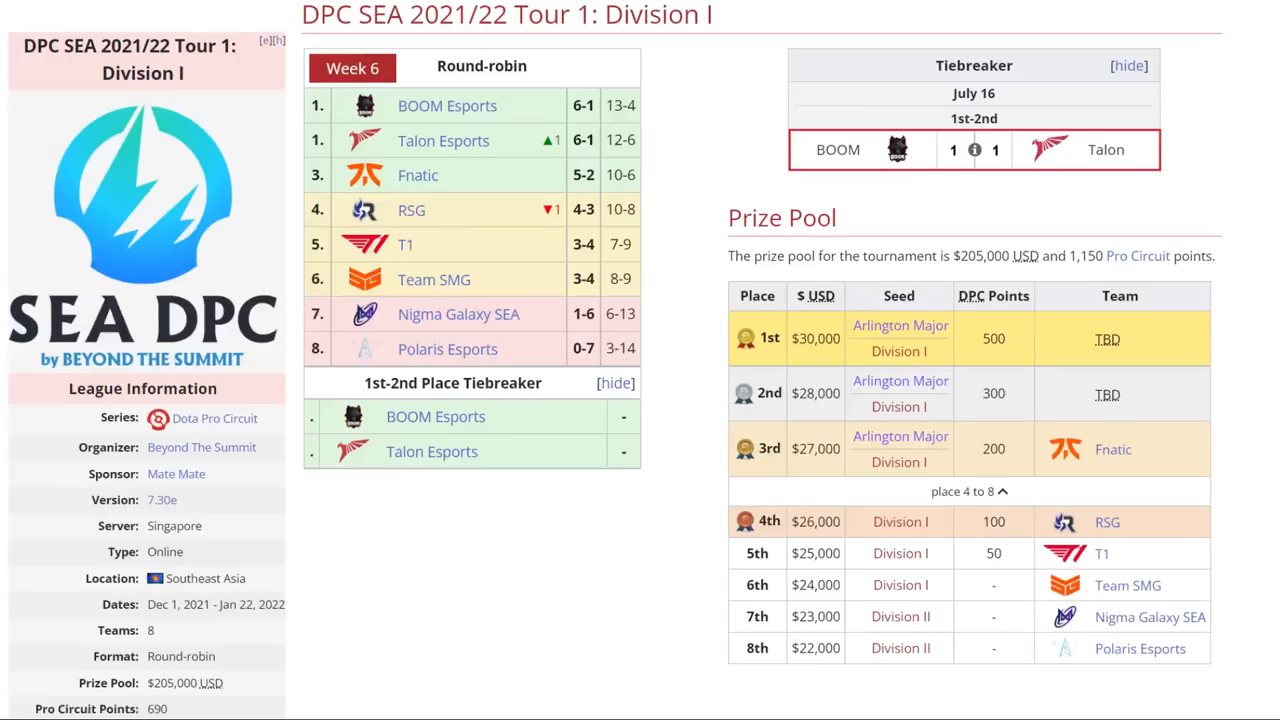 DPC SEA 2021/22 Tour 1: Division I
DPC SEA 2021/22 Tour 1:
Division I
[e][h]
SEA DPC
by BEYOND THE SUMMIT
League Information
Series: Dota Pro Circuit
Organizer: Beyond The Summit
Sponsor: Mate Mate
Version: 7.30e
Server: Singapore
Type: Online
Location: Southeast Asia
Dates: Dec 1, 2021 - Jan 22, 2022
Teams: 8
Format: Round-robin
Prize Pool: $205,000 USD
Pro Circuit Points: 690
Week 6 Round-robin
1. BOOM Esports 6-1 13-4
1. Talon Esports ▲1 6-1 12-6
3. Fnatic 5-2 10-6
4. RSG ▼1 4-3 10-8
5. T1 3-4 7-9
6. Team SMG 3-4 8-9
7. Nigma Galaxy SEA 1-6 6-13
8. Polaris Esports 0-7 3-14
1st-2nd Place Tiebreaker [hide]
. BOOM Esports -
. Talon Esports -
Tiebreaker [hide]
July 16
1st-2nd
BOOM 1 1 Talon
Prize Pool
The prize pool for the tournament is $205,000 USD and 1,150 Pro Circuit points.
Place $ USD Seed DPC Points Team
1st $30,000 Arlington Major Division I 500 TBD
2nd $28,000 Arlington Major Division I 300 TBD
3rd $27,000 Arlington Major Division I 200 Fnatic
place 4 to 8
4th $26,000 Division I 100 RSG
5th $25,000 Division I 50 T1
6th $24,000 Division I - Team SMG
7th $23,000 Division II - Nigma Galaxy SEA
8th $22,000 Division II - Polaris Esports